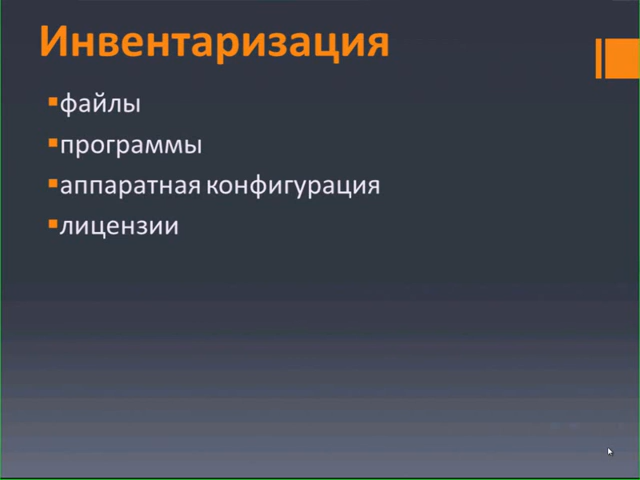 Инвентаризация
файлы
программы
аппаратная конфигурация
лицензии